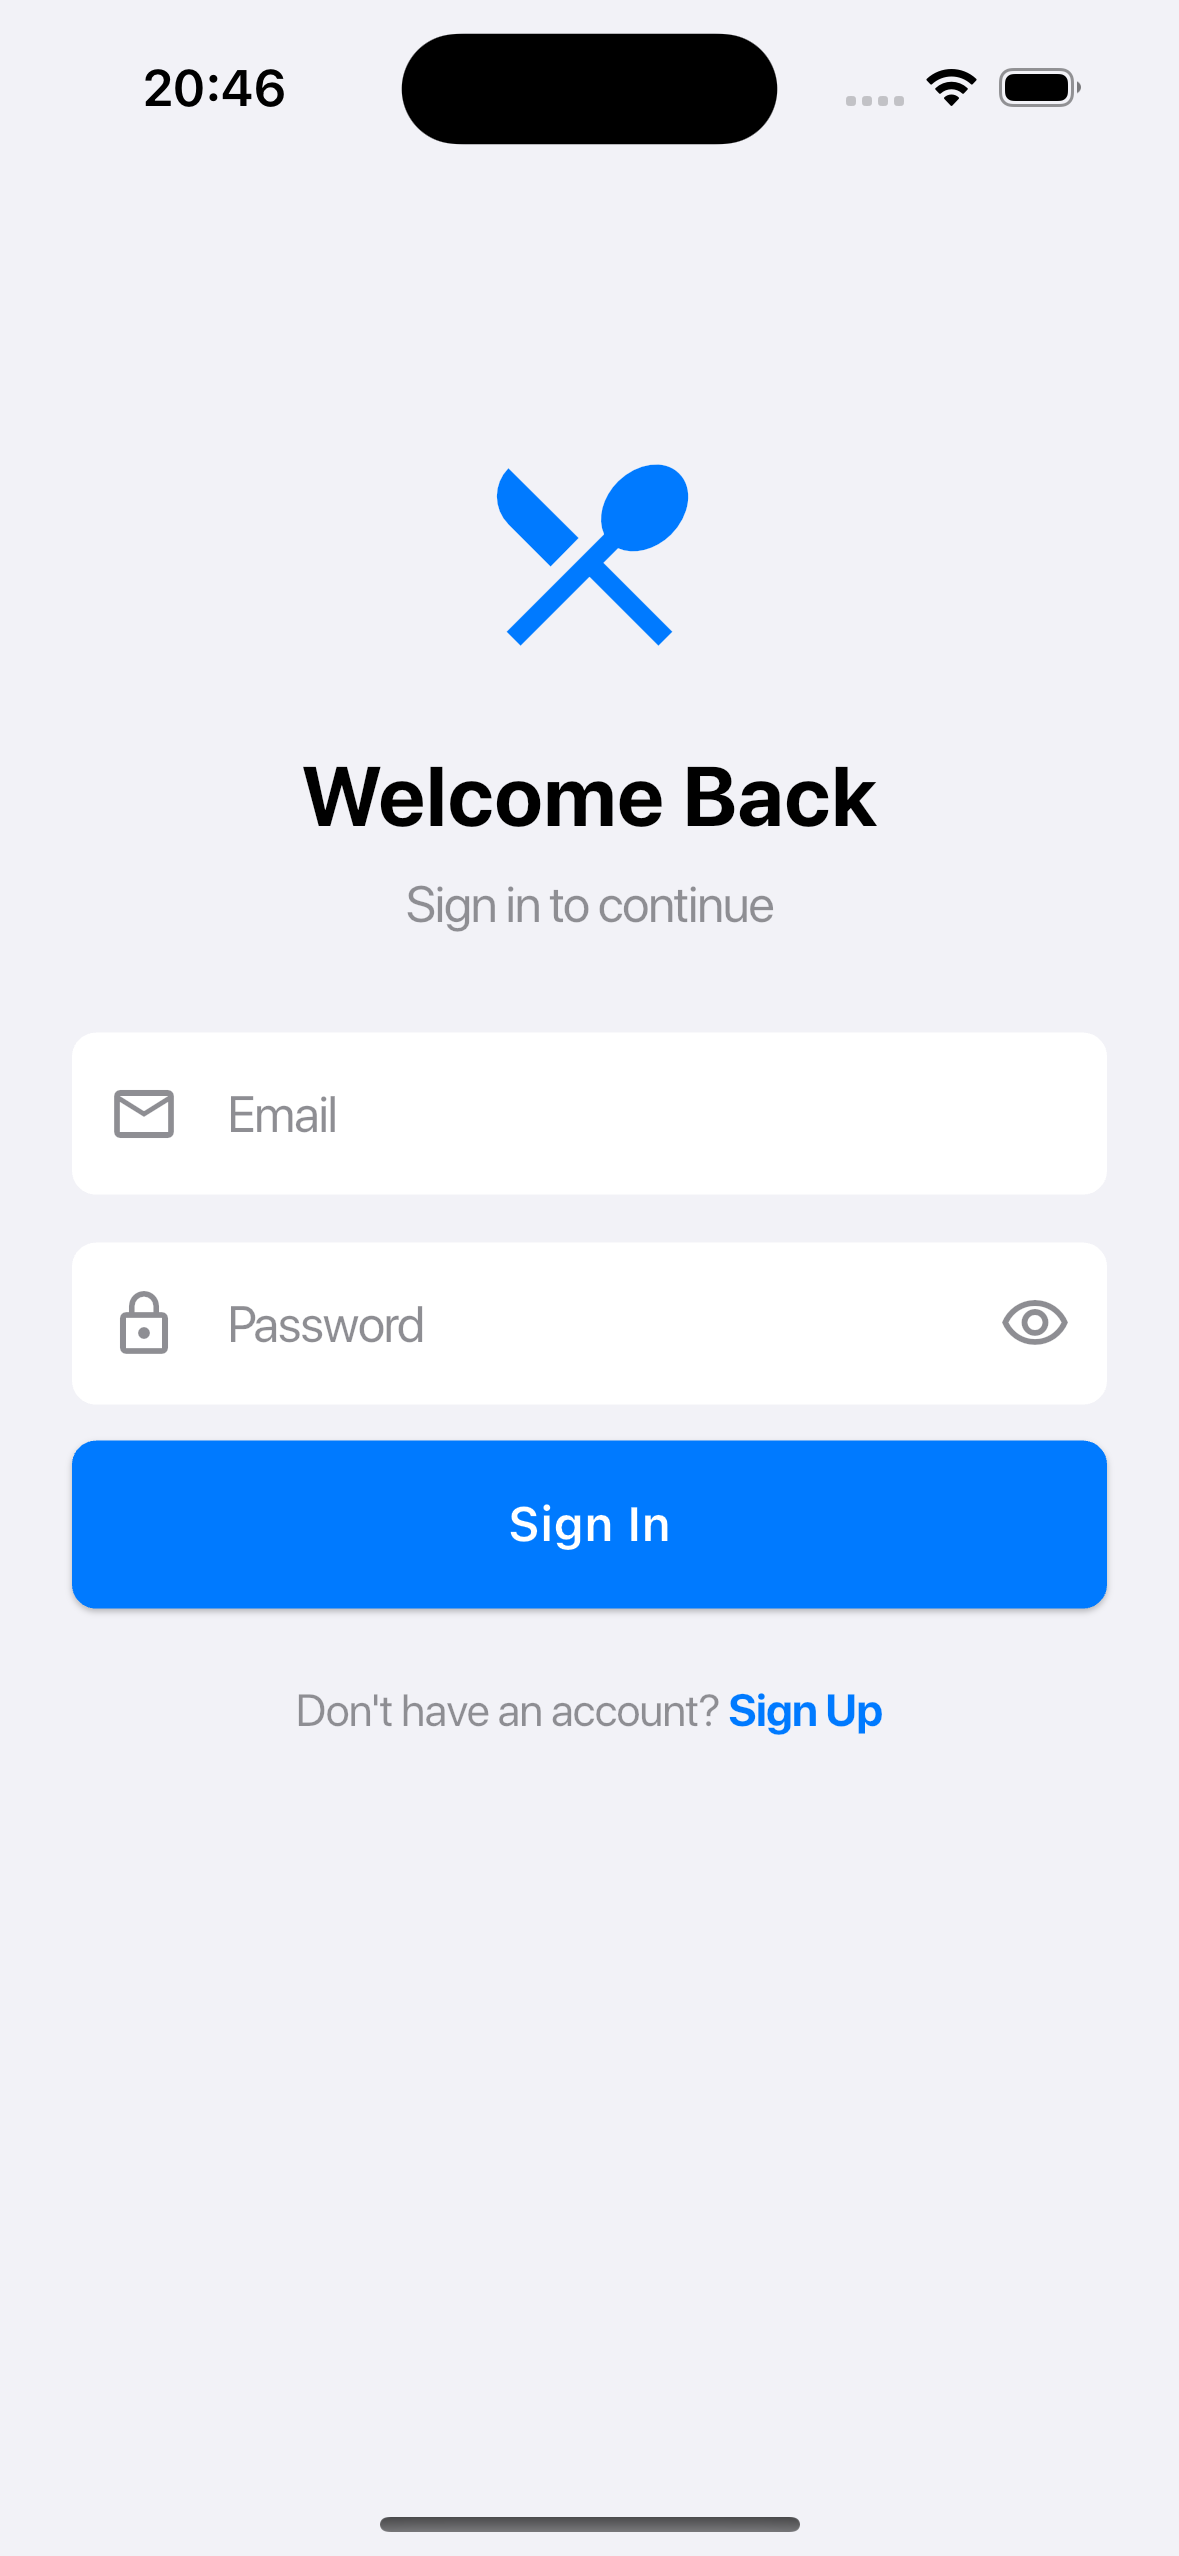 20:46
Welcome Back
Sign in to continue
Email
Password
Sign In
Don't have an account? Sign Up